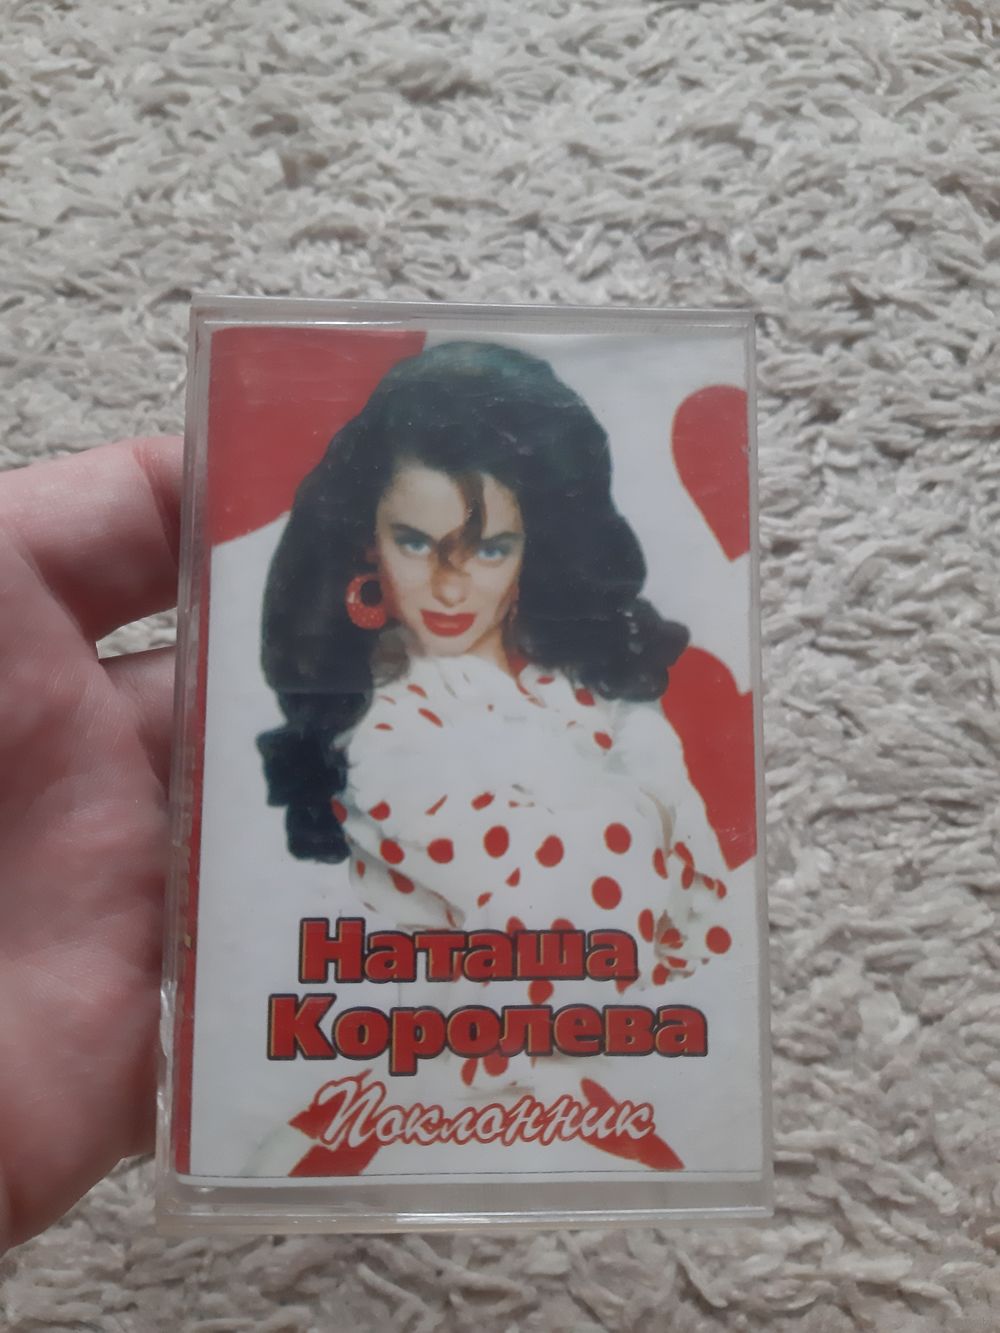 Наташа
Королева
Поклонник